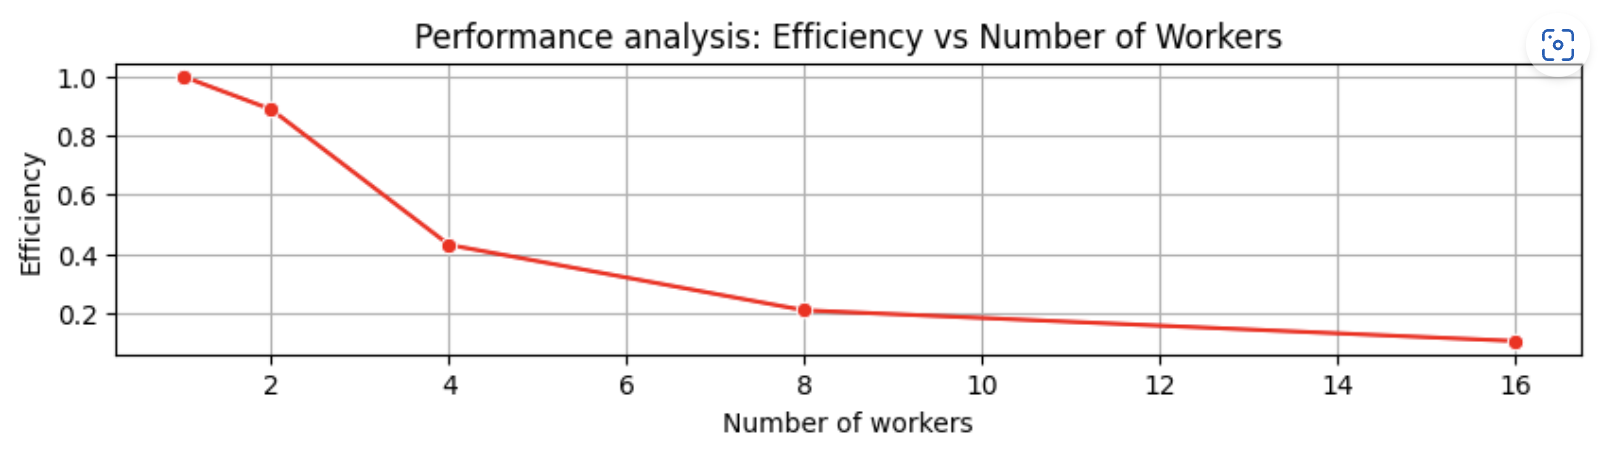 Performance analysis: Efficiency vs Number of Workers
1.0
0.8
0.6
0.4
0.2
Efficiency
2 4 6 8 10 12 14 16
Number of workers